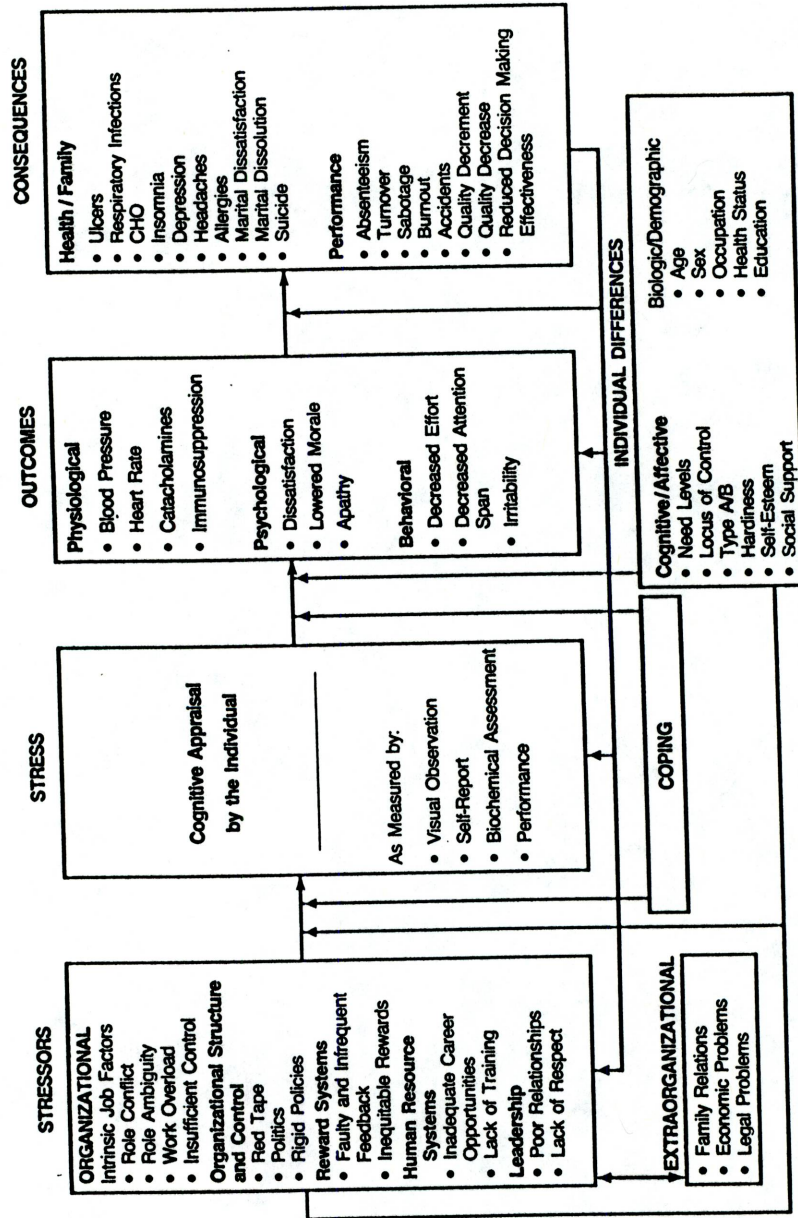 STRESSORS
ORGANIZATIONAL
Intrinsic Job Factors
• Role Conflict
• Role Ambiguity
• Work Overload
• Insufficient Control
Organizational Structure
and Control
• Red Tape
• Politics
• Rigid Policies
Reward Systems
• Faulty and Infrequent
Feedback
• Inequitable Rewards
Human Resource
Systems
• Inadequate Career
Opportunities
• Lack of Training
Leadership
• Poor Relationships
• Lack of Respect
EXTRAORGANIZATIONAL
• Family Relations
• Economic Problems
• Legal Problems
STRESS
Cognitive Appraisal
by the Individual
As Measured by:
• Visual Observation
• Self-Report
• Biochemical Assessment
• Performance
COPING
OUTCOMES
Physiological
• Blood Pressure
• Heart Rate
• Catacholamines
• Immunosuppression
Psychological
• Dissatisfaction
• Lowered Morale
• Apathy
Behavioral
• Decreased Effort
• Decreased Attention
Span
• Irritability
CONSEQUENCES
Health / Family
• Ulcers
• Respiratory Infections
• CHO
• Insomnia
• Depression
• Headaches
• Allergies
• Marital Dissatisfaction
• Marital Dissolution
• Suicide
Performance
• Absenteeism
• Turnover
• Sabotage
• Burnout
• Accidents
• Quality Decrement
• Quality Decrease
• Reduced Decision Making
Effectiveness
INDIVIDUAL DIFFERENCES
Cognitive/Affective
• Need Levels
• Locus of Control
• Type A/B
• Hardiness
• Self-Esteem
• Social Support
Biologic/Demographic
• Age
• Sex
• Occupation
• Health Status
• Education